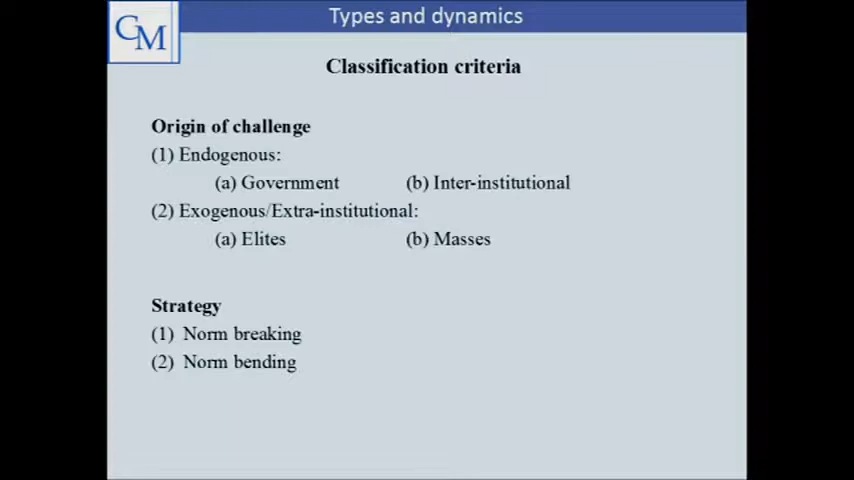 Types and dynamics
CM
Classification criteria
Origin of challenge
(1) Endogenous:
(a) Government (b) Inter-institutional
(2) Exogenous/Extra-institutional:
(a) Elites (b) Masses
Strategy
(1) Norm breaking
(2) Norm bending